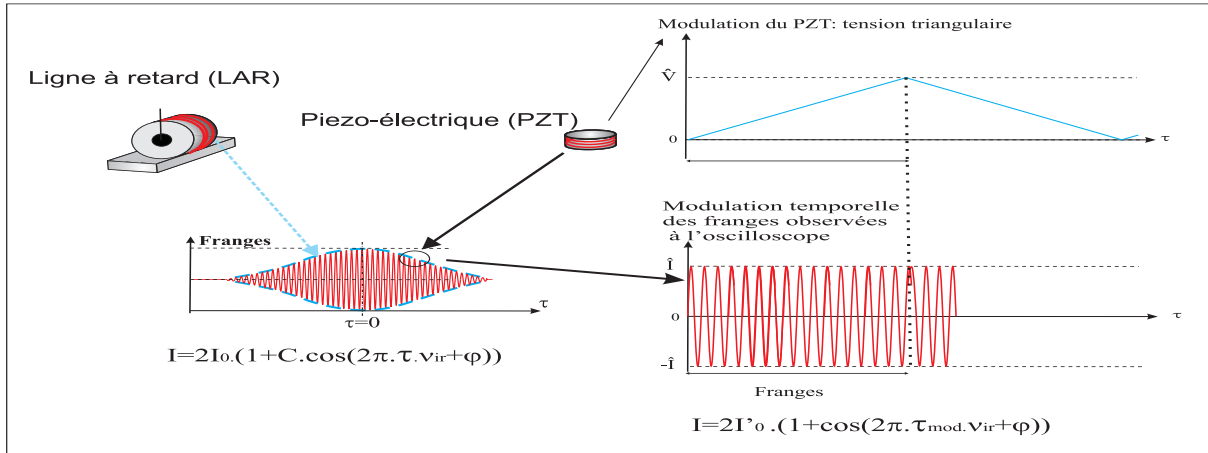 Ligne à retard (LAR)
Piezo-électrique (PZT)
Franges
τ
τ=0
I=2I₀.(1+C.cos(2π.τ.νir+φ))
Modulation du PZT: tension triangulaire
V̂
0
τ
Modulation temporelle
des franges observées
à l'oscilloscope
Î
0
τ
-Î
Franges
I=2I'₀ .(1+cos(2π.τmod.νir+φ))